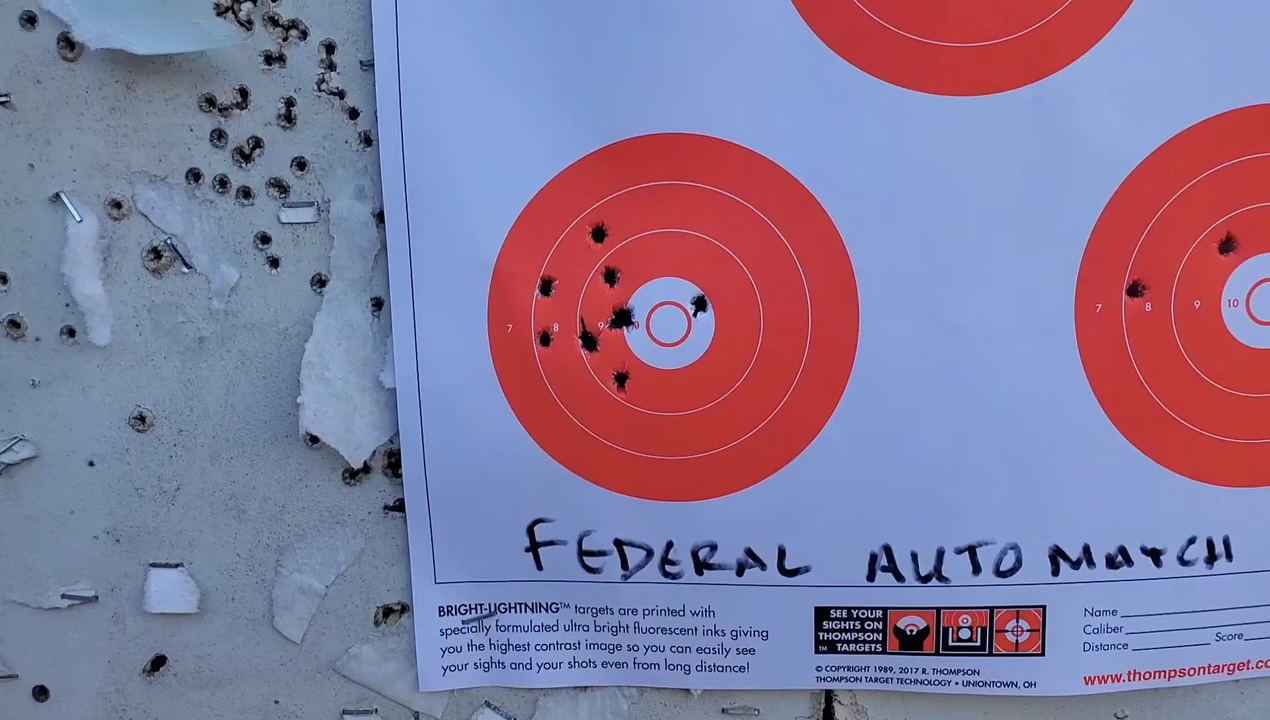 7 8 9 10
7 8 9 10
FEDERAL AUTO MATCH
BRIGHT-LIGHTNING™ targets are printed with
specially formulated ultra bright fluorescent inks giving
you the highest contrast image so you can easily see
your sights and your shots even from long distance!
SEE YOUR
SIGHTS ON
THOMPSON
TM TARGETS
© COPYRIGHT 1989, 2017 R. THOMPSON
THOMPSON TARGET TECHNOLOGY • UNIONTOWN, OH
Name
Caliber
Distance Score
www.thompsontarget.co